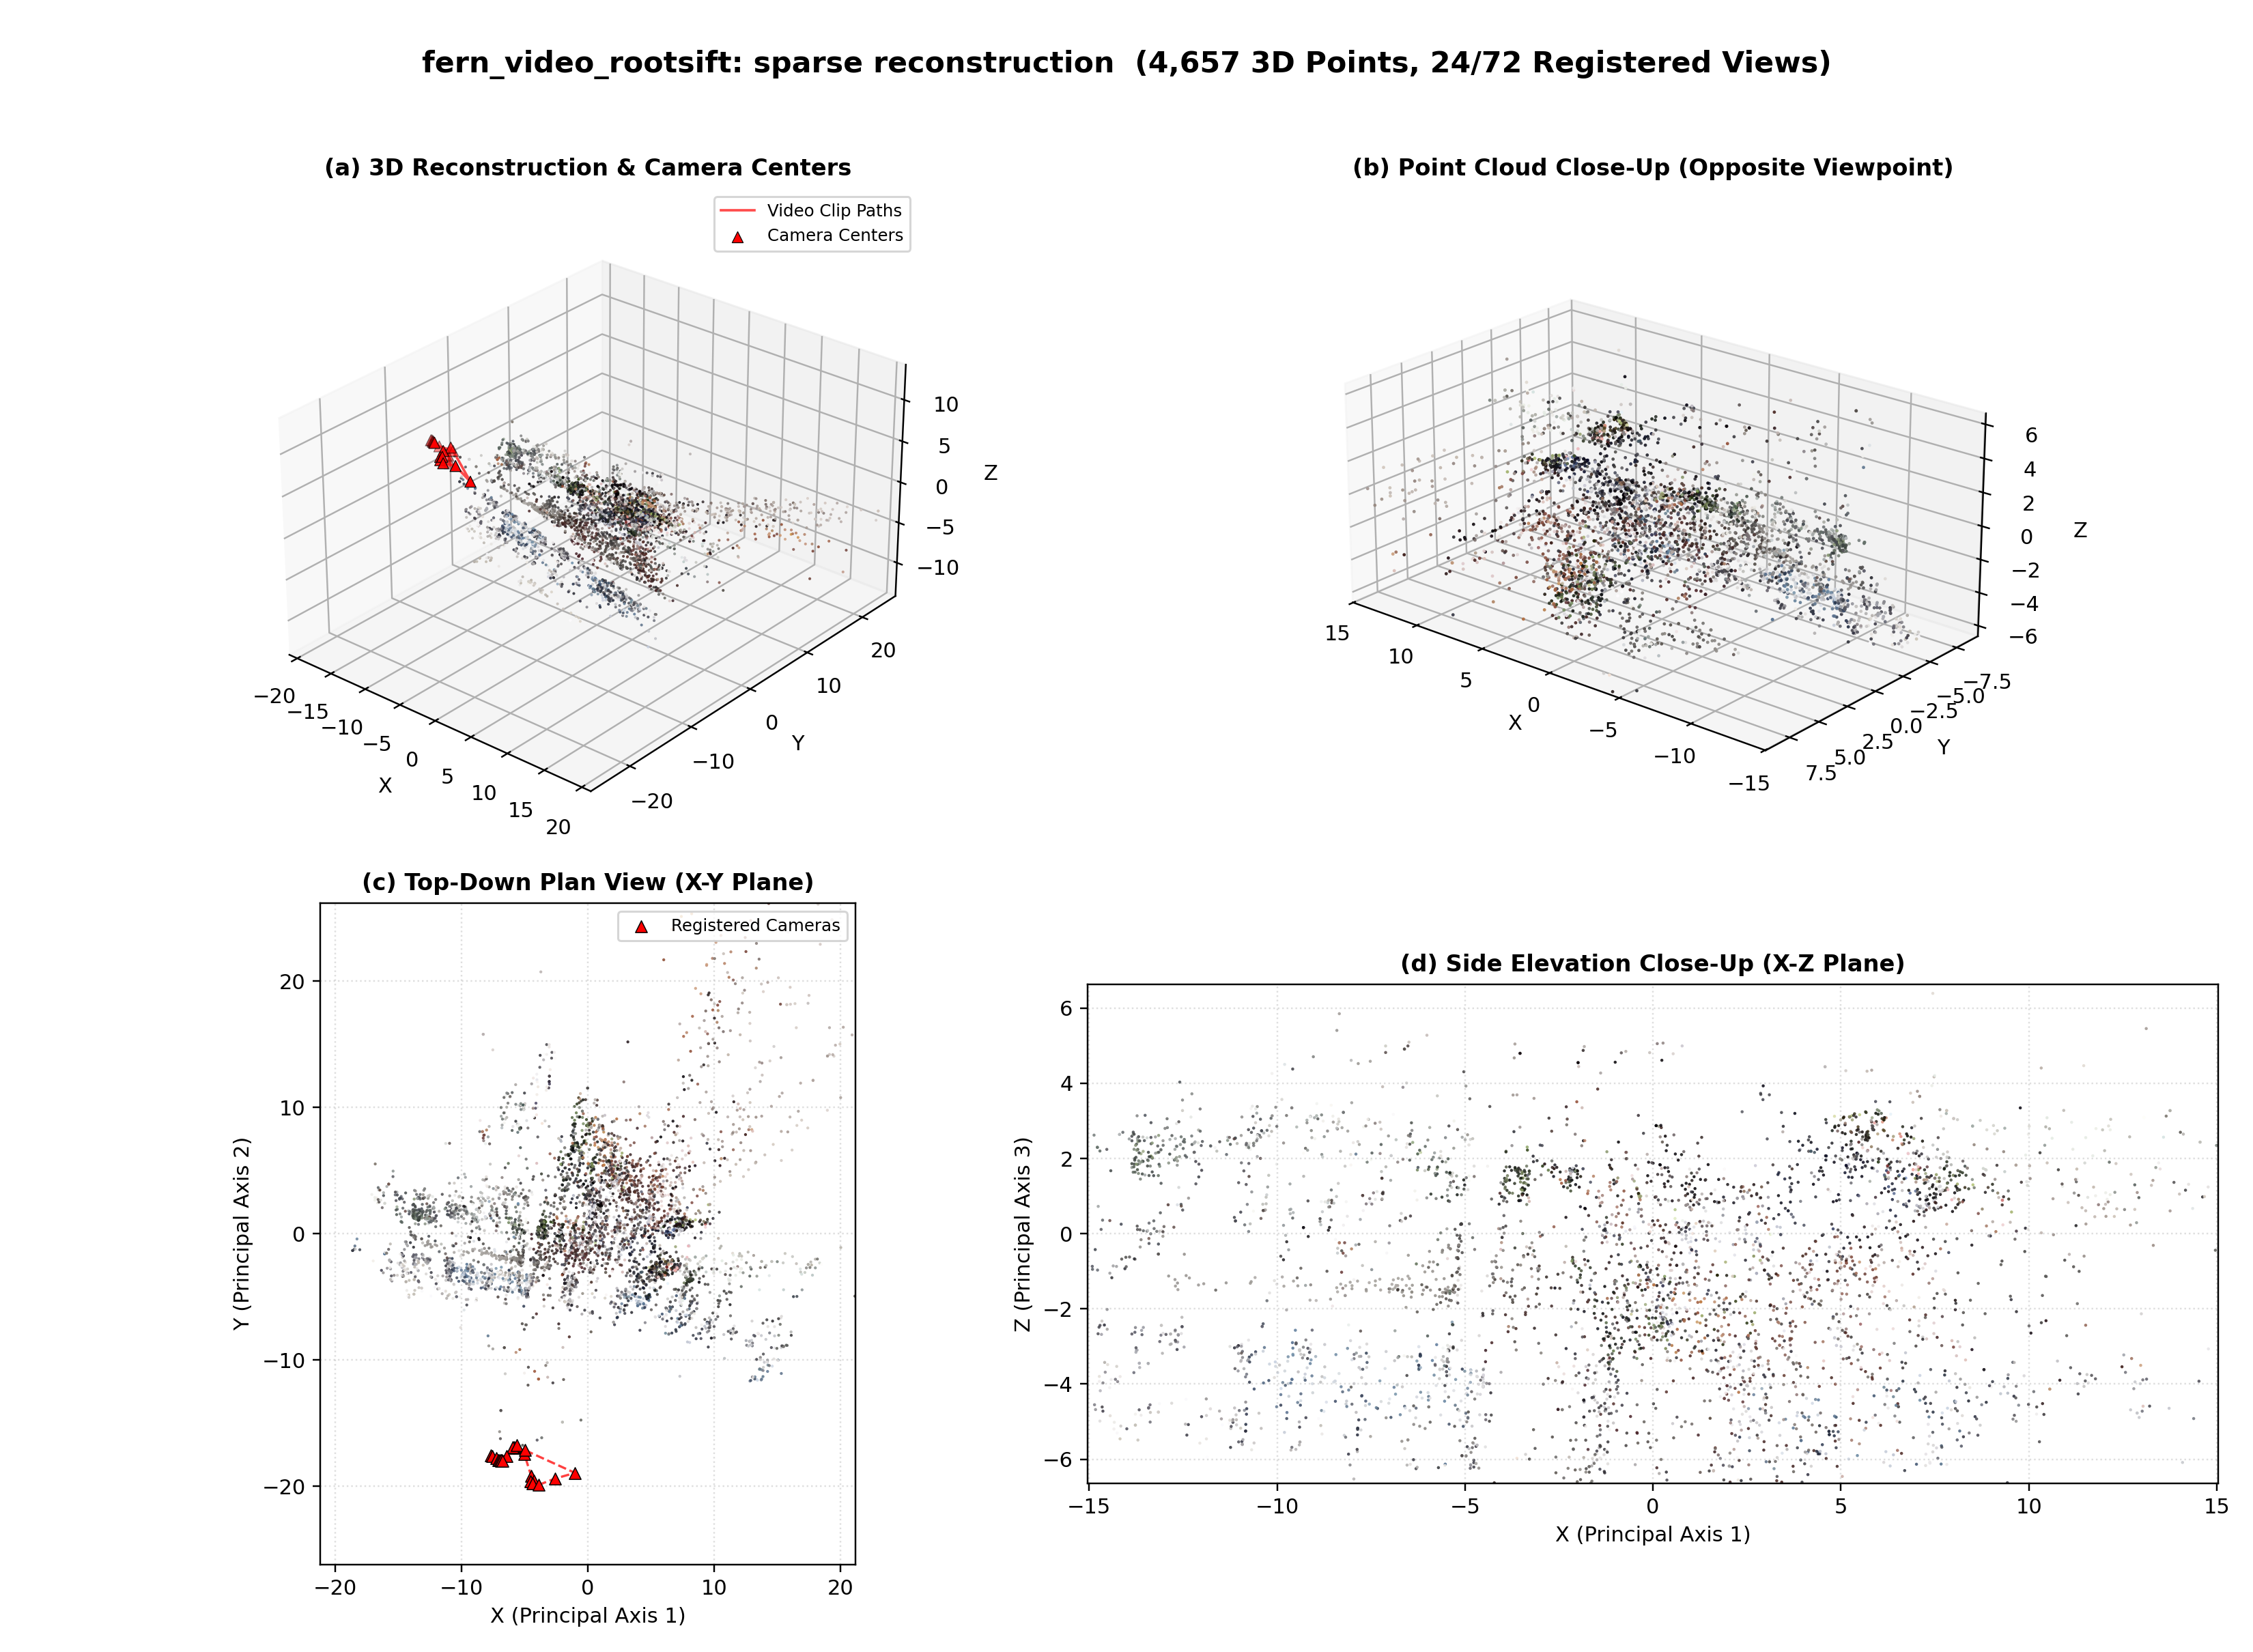 fern_video_rootsift: sparse reconstruction (4,657 3D Points, 24/72 Registered Views)
(a) 3D Reconstruction & Camera Centers
Video Clip Paths
Camera Centers
10
5
0
−5
−10
Z
−20
−15
−10
−5
0
5
10
15
20
X
−20
−10
0
10
20
Y
(b) Point Cloud Close-Up (Opposite Viewpoint)
6
4
2
0
−2
−4
−6
Z
15
10
5
0
−5
−10
−15
X
7.5
5.0
2.5
0.0
−2.5
−5.0
−7.5
Y
(c) Top-Down Plan View (X-Y Plane)
Registered Cameras
20
10
0
−10
−20
Y (Principal Axis 2)
−20 −10 0 10 20
X (Principal Axis 1)
(d) Side Elevation Close-Up (X-Z Plane)
6
4
2
0
−2
−4
−6
Z (Principal Axis 3)
−15 −10 −5 0 5 10 15
X (Principal Axis 1)